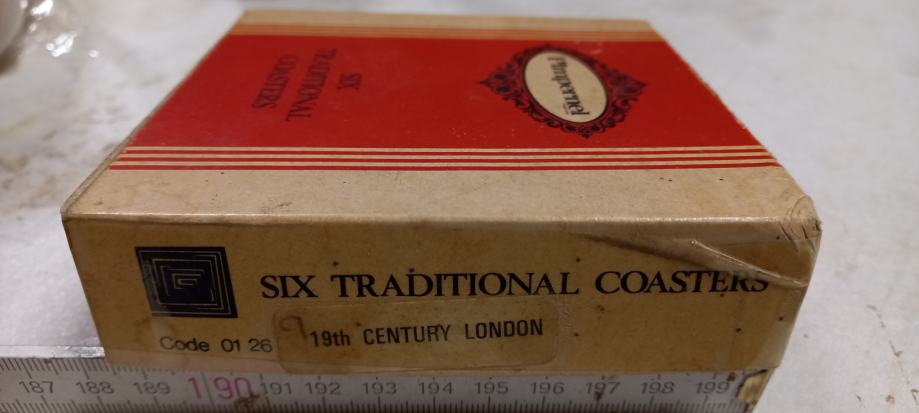 SIX
TRADITIONAL
COASTERS
Pimpernel
SIX TRADITIONAL COASTERS
Code 01 26
19th CENTURY LONDON
187 188 189 190 191 192 193 194 195 196 197 198 199